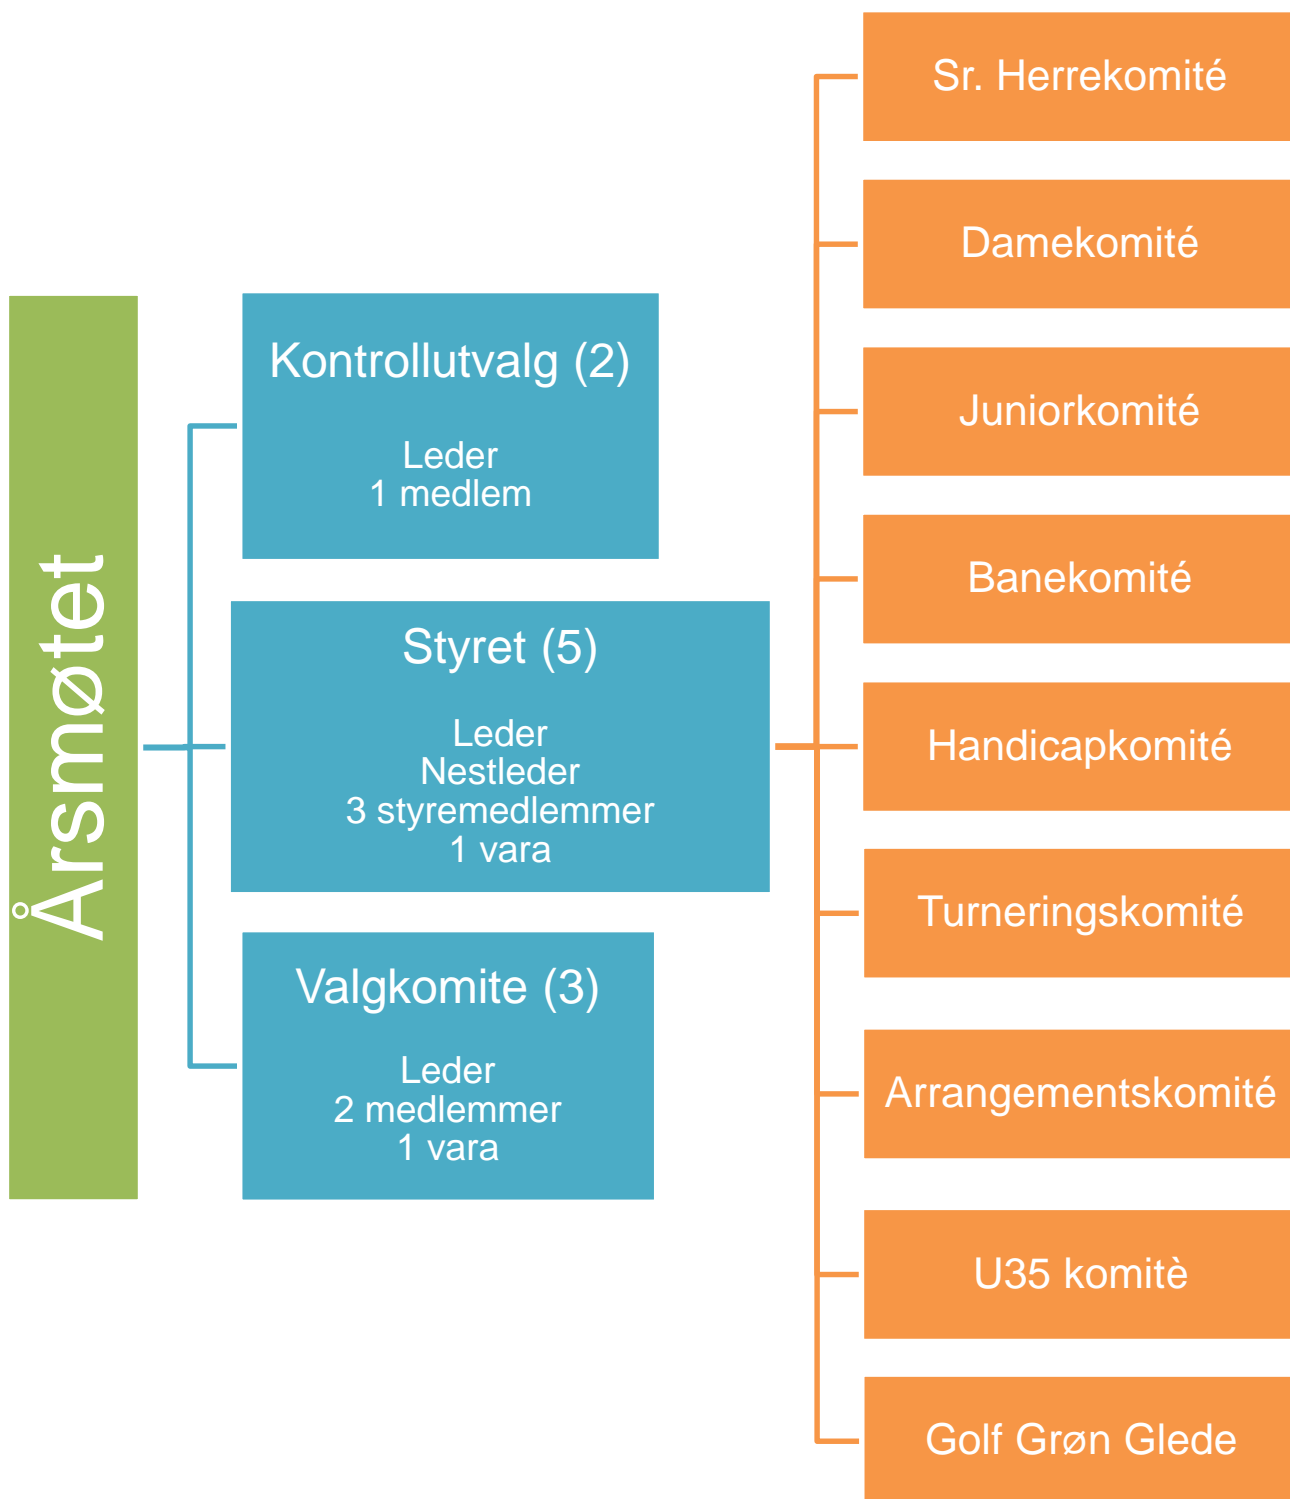 Årsmøtet
Kontrollutvalg (2)
Leder
1 medlem
Styret (5)
Leder
Nestleder
3 styremedlemmer
1 vara
Valgkomite (3)
Leder
2 medlemmer
1 vara
Sr. Herrekomité
Damekomité
Juniorkomité
Banekomité
Handicapkomité
Turneringskomité
Arrangementskomité
U35 komitè
Golf Grøn Glede